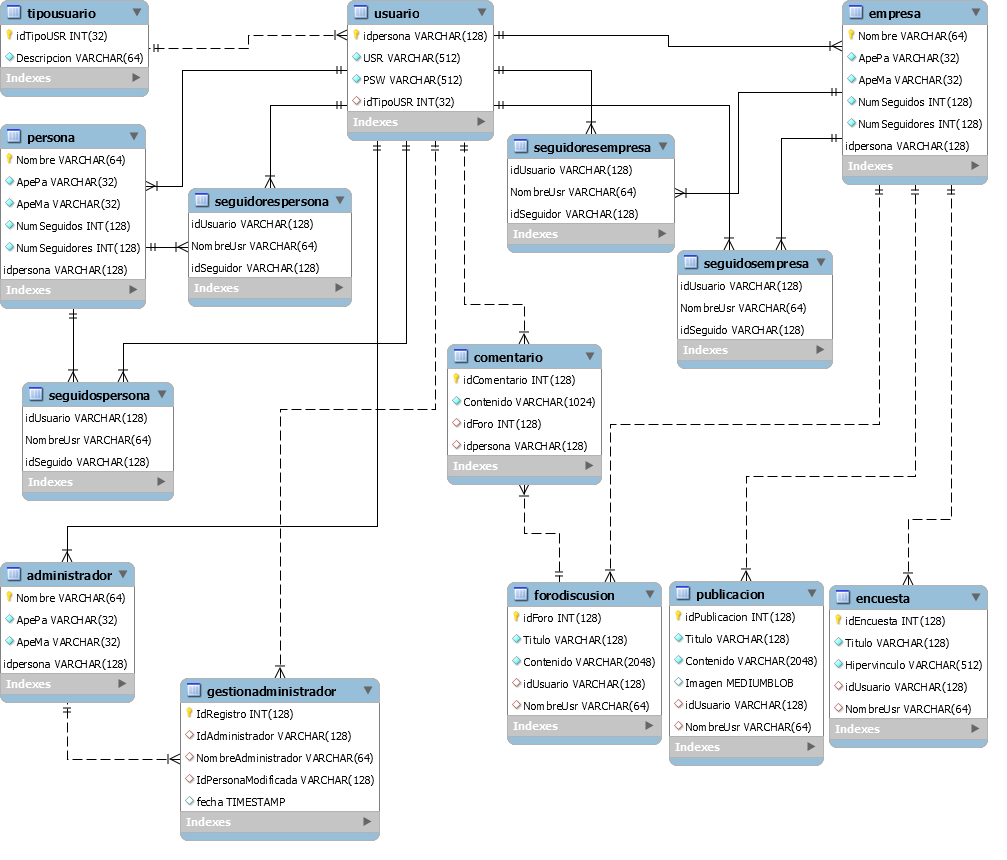 tipousuario
idTipoUSR INT(32)
Descripcion VARCHAR(64)
Indexes
usuario
idpersona VARCHAR(128)
USR VARCHAR(512)
PSW VARCHAR(512)
idTipoUSR INT(32)
Indexes
empresa
Nombre VARCHAR(64)
ApePa VARCHAR(32)
ApeMa VARCHAR(32)
NumSeguidos INT(128)
NumSeguidores INT(128)
idpersona VARCHAR(128)
Indexes
persona
Nombre VARCHAR(64)
ApePa VARCHAR(32)
ApeMa VARCHAR(32)
NumSeguidos INT(128)
NumSeguidores INT(128)
idpersona VARCHAR(128)
Indexes
seguidorespersona
idUsuario VARCHAR(128)
NombreUsr VARCHAR(64)
idSeguidor VARCHAR(128)
Indexes
seguidoresempresa
idUsuario VARCHAR(128)
NombreUsr VARCHAR(64)
idSeguidor VARCHAR(128)
Indexes
seguidosempresa
idUsuario VARCHAR(128)
NombreUsr VARCHAR(64)
idSeguido VARCHAR(128)
Indexes
seguidospersona
idUsuario VARCHAR(128)
NombreUsr VARCHAR(64)
idSeguido VARCHAR(128)
Indexes
comentario
idComentario INT(128)
Contenido VARCHAR(1024)
idForo INT(128)
idpersona VARCHAR(128)
Indexes
administrador
Nombre VARCHAR(64)
ApePa VARCHAR(32)
ApeMa VARCHAR(32)
idpersona VARCHAR(128)
Indexes
gestionadministrador
IdRegistro INT(128)
IdAdministrador VARCHAR(128)
NombreAdministrador VARCHAR(64)
IdPersonaModificada VARCHAR(128)
fecha TIMESTAMP
Indexes
forodiscusion
idForo INT(128)
Titulo VARCHAR(128)
Contenido VARCHAR(2048)
idUsuario VARCHAR(128)
NombreUsr VARCHAR(64)
Indexes
publicacion
idPublicacion INT(128)
Titulo VARCHAR(128)
Contenido VARCHAR(2048)
Imagen MEDIUMBLOB
idUsuario VARCHAR(128)
NombreUsr VARCHAR(64)
Indexes
encuesta
idEncuesta INT(128)
Titulo VARCHAR(128)
Hipervinculo VARCHAR(512)
idUsuario VARCHAR(128)
NombreUsr VARCHAR(64)
Indexes